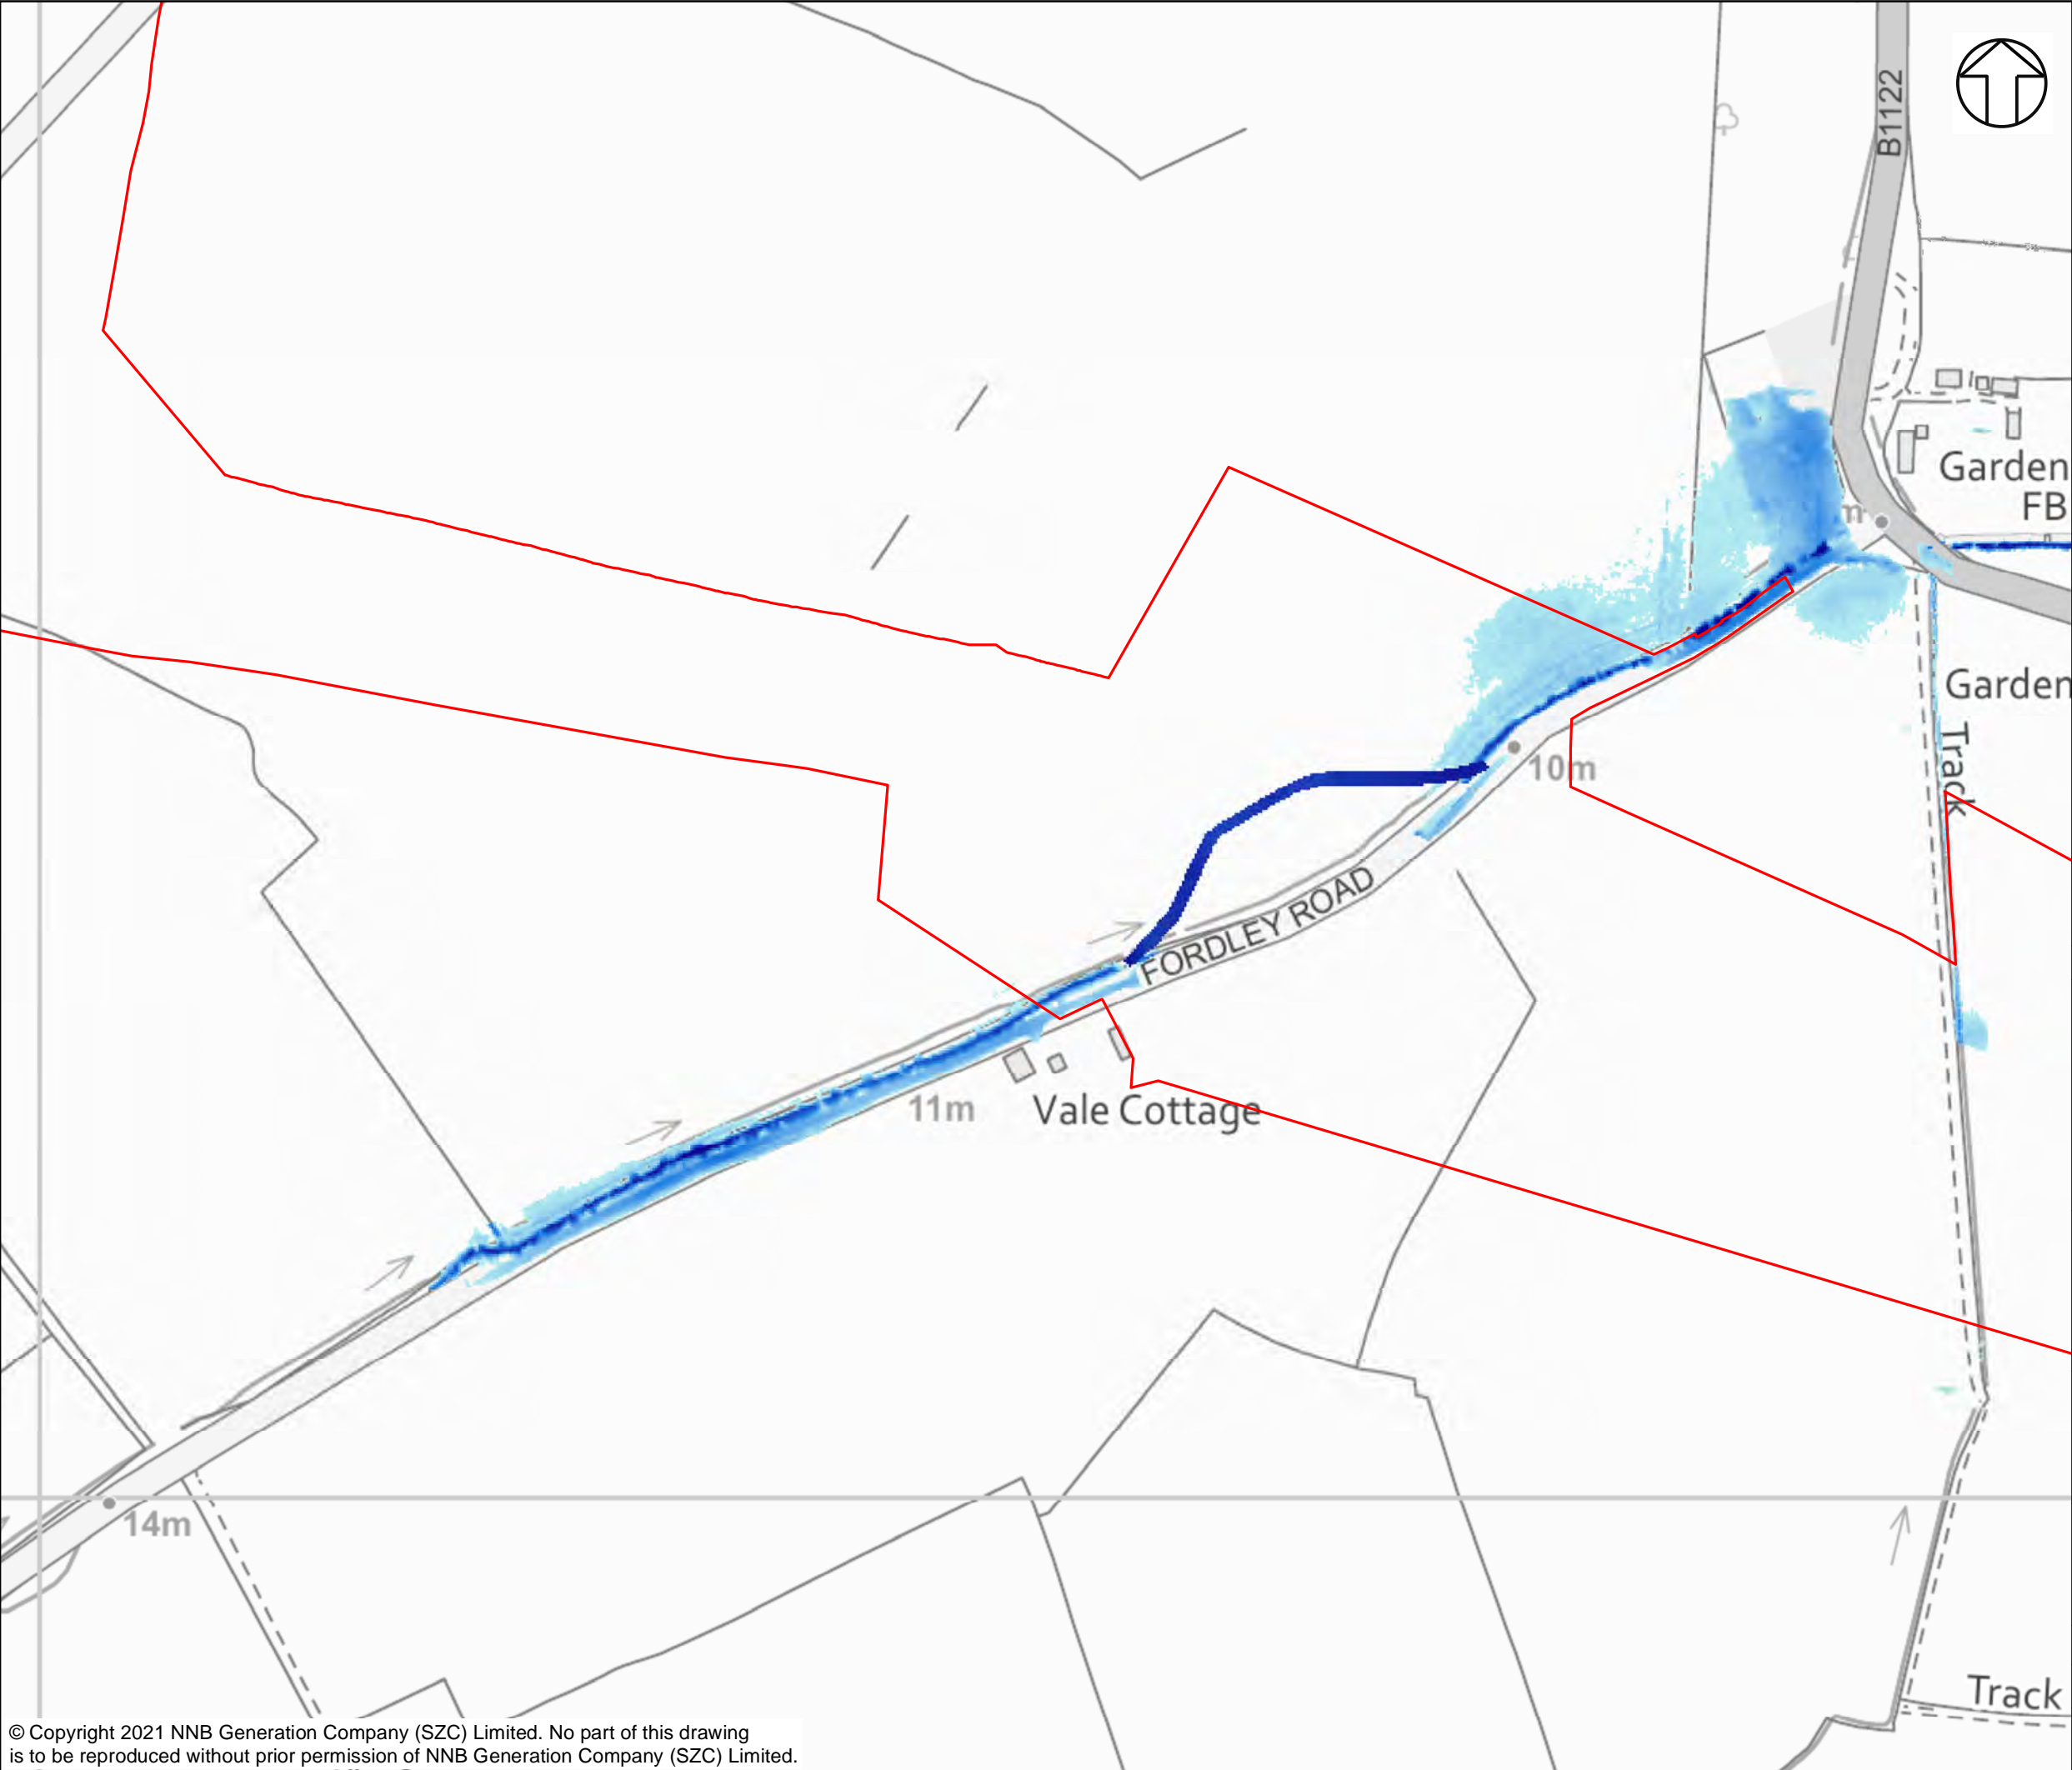 B1122
Garden
FB
m
Garden
Track
10m
FORDLEY ROAD
11m
Vale Cottage
14m
Track
© Copyright 2021 NNB Generation Company (SZC) Limited. No part of this drawing
is to be reproduced without prior permission of NNB Generation Company (SZC) Limited.